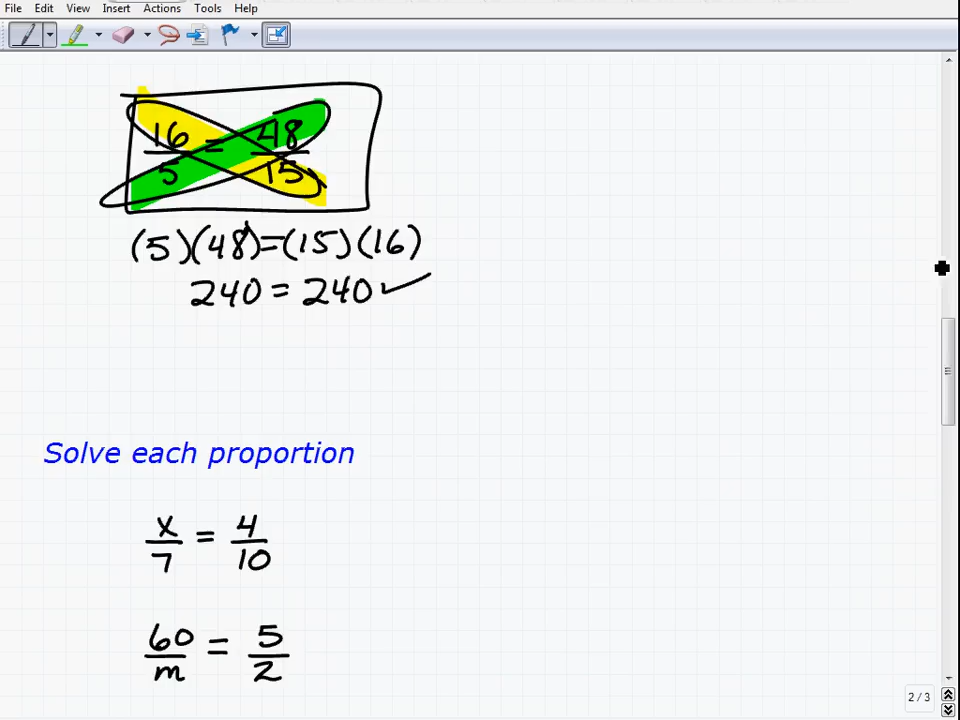 File Edit View Insert Actions Tools Help
16/5 = 48/15
(5)(48)=(15)(16)
240 = 240 ✓
Solve each proportion
x/7 = 4/10
60/m = 5/2
2 / 3